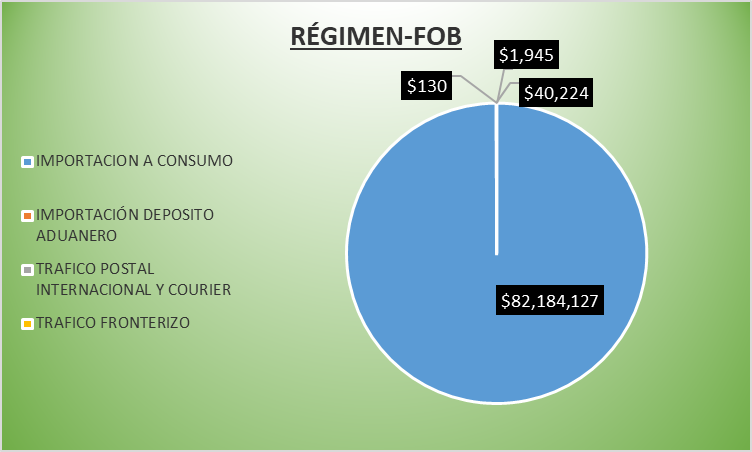 RÉGIMEN-FOB
$1,945
$130
$40,224
IMPORTACION A CONSUMO
IMPORTACIÓN DEPOSITO
ADUANERO
TRAFICO POSTAL
INTERNACIONAL Y COURIER
TRAFICO FRONTERIZO
$82,184,127